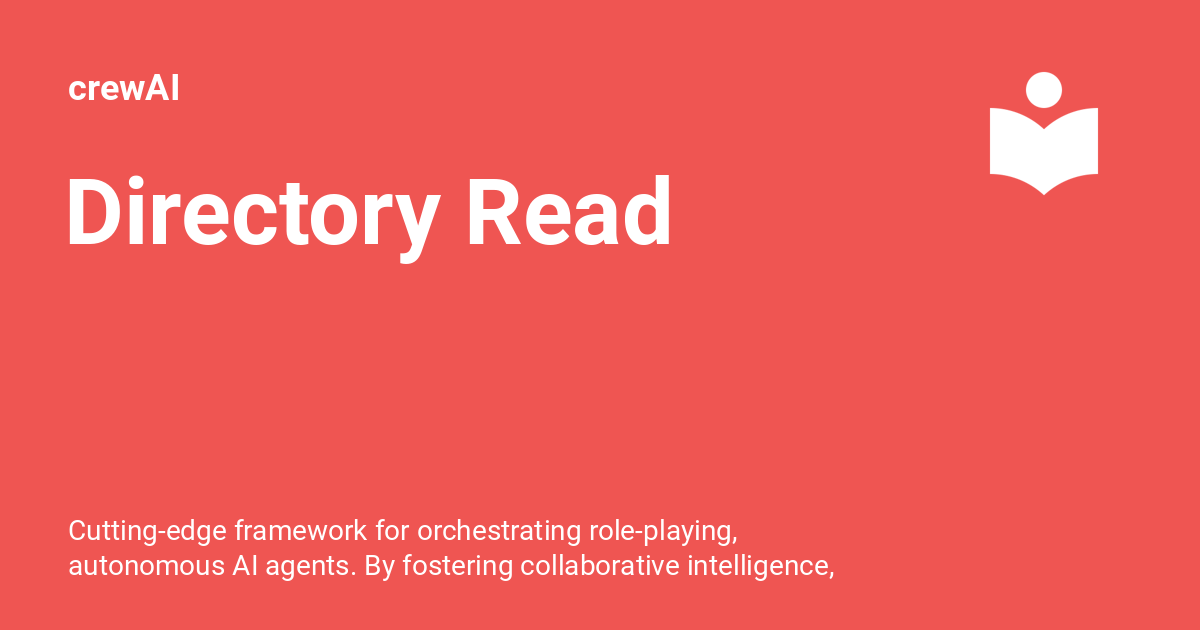 crewAI
Directory Read
Cutting-edge framework for orchestrating role-playing,
autonomous AI agents. By fostering collaborative intelligence,